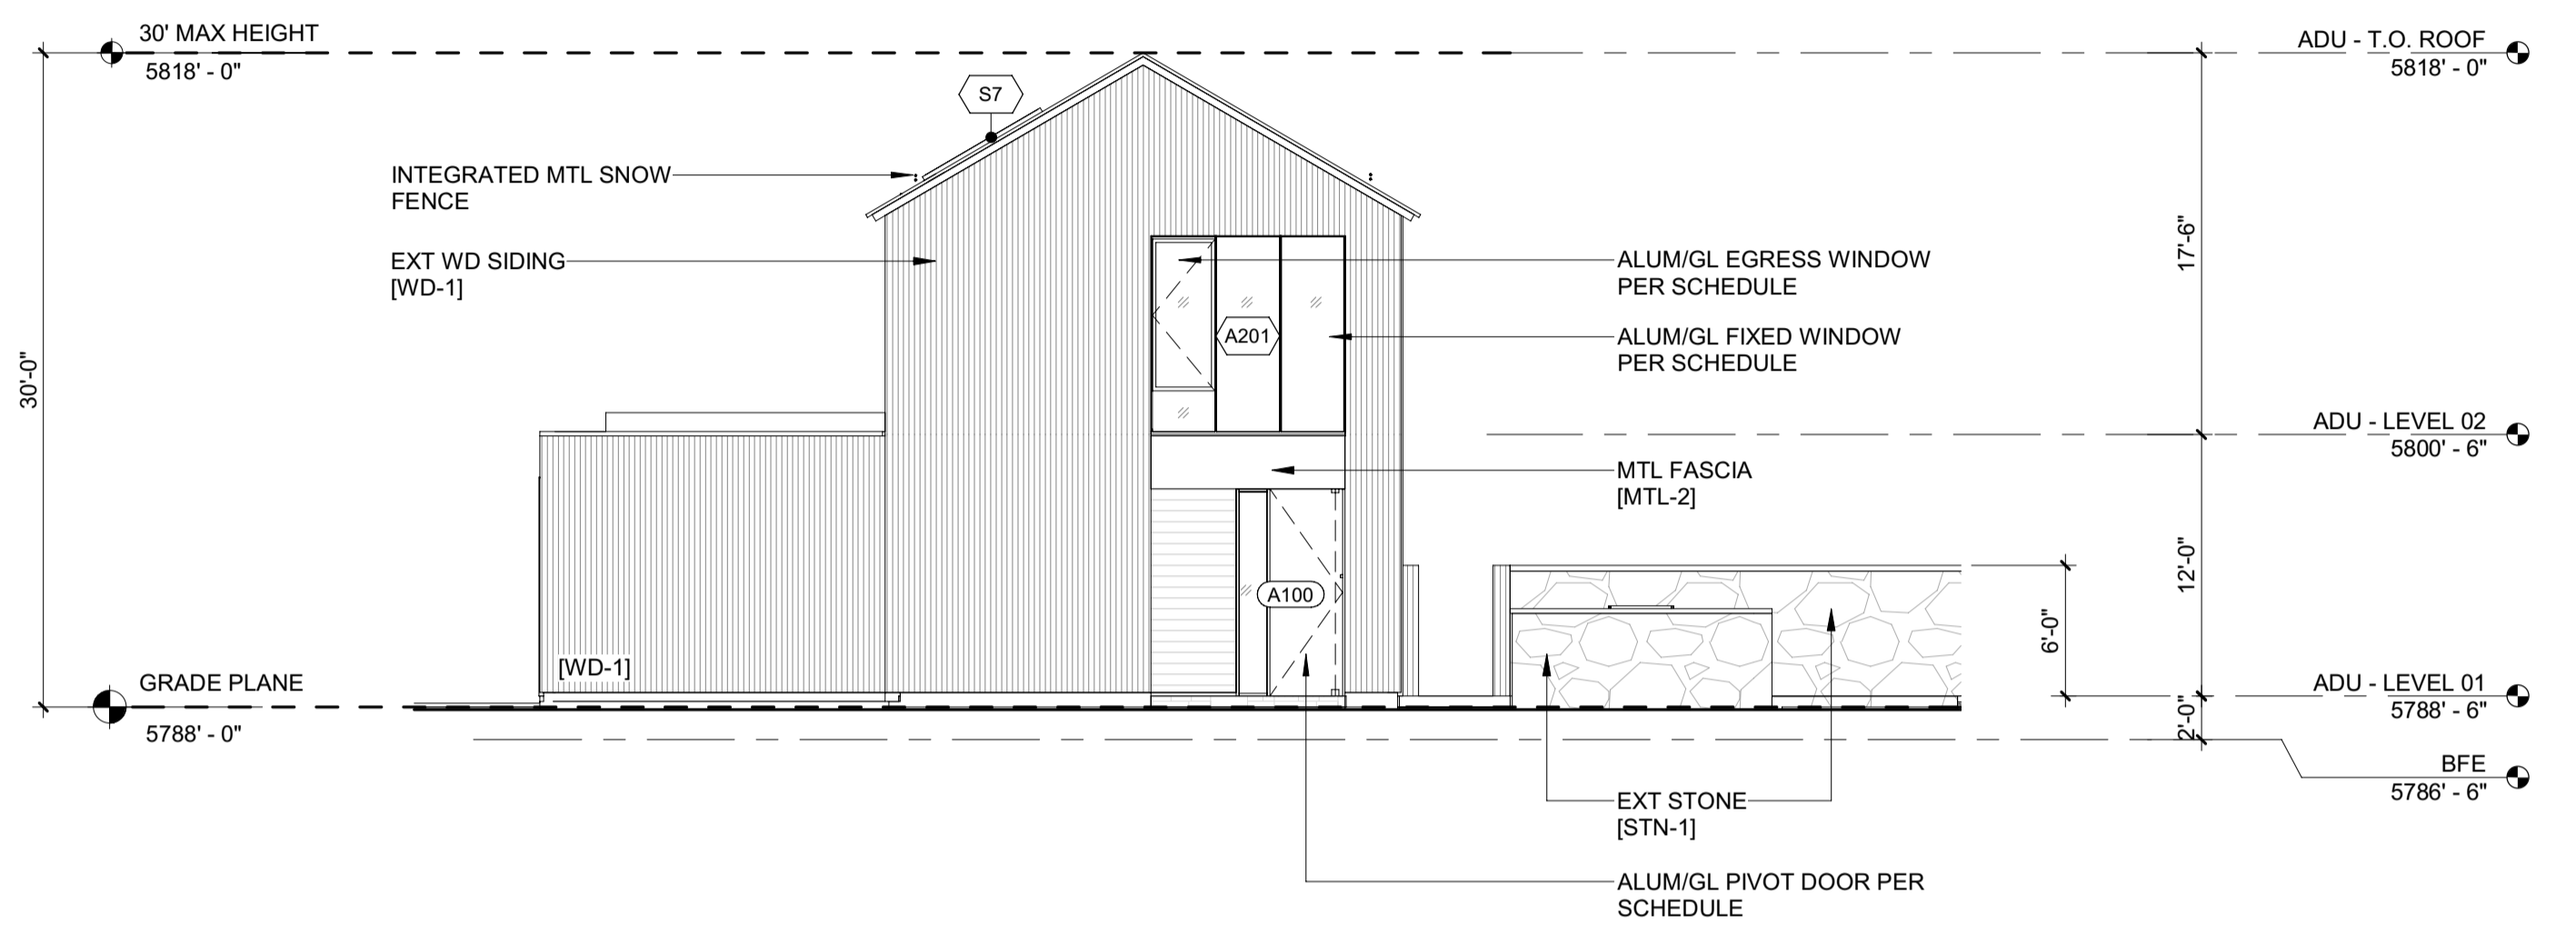 30' MAX HEIGHT
5818' - 0"
ADU - T.O. ROOF
5818' - 0"
S7
INTEGRATED MTL SNOW
FENCE
EXT WD SIDING
[WD-1]
ALUM/GL EGRESS WINDOW
PER SCHEDULE
17'-6"
A201
ALUM/GL FIXED WINDOW
PER SCHEDULE
30'-0"
ADU - LEVEL 02
5800' - 6"
MTL FASCIA
[MTL-2]
12'-0"
A100
6'-0"
[WD-1]
GRADE PLANE
5788' - 0"
ADU - LEVEL 01
5788' - 6"
2'-0"
BFE
5786' - 6"
EXT STONE
[STN-1]
ALUM/GL PIVOT DOOR PER
SCHEDULE